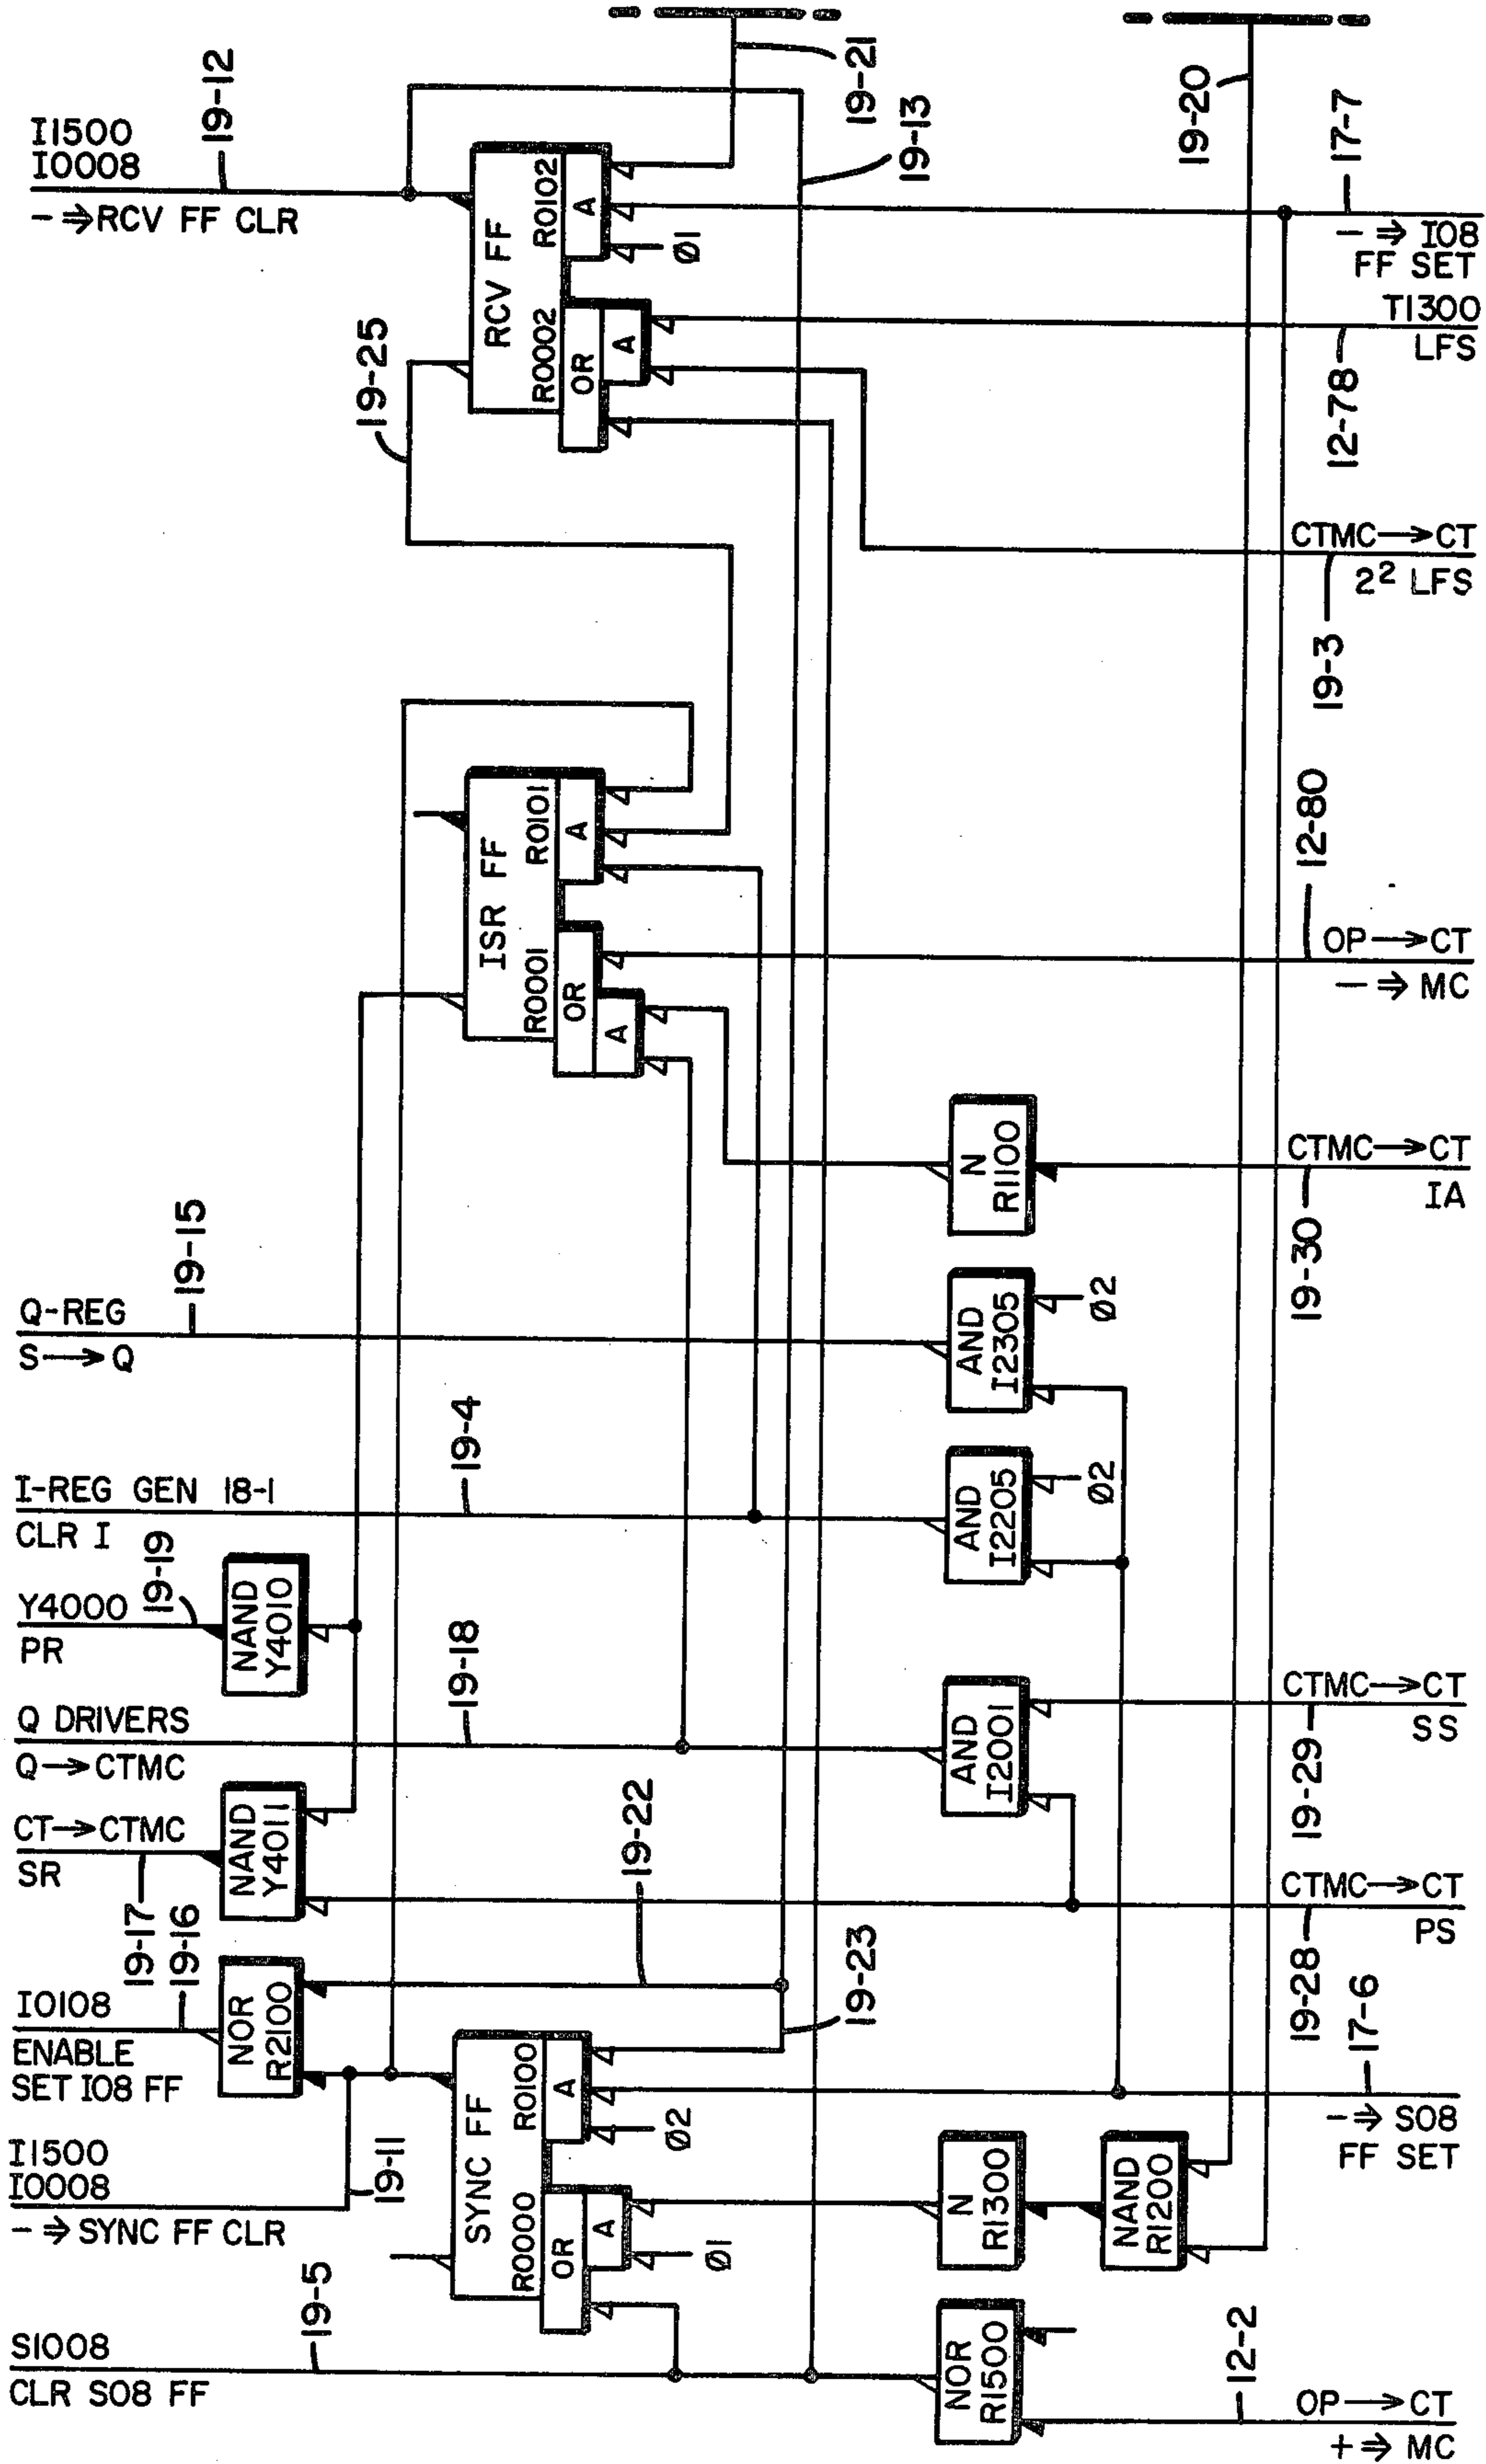 I1500
I0008
19-12
- ⇒ RCV FF CLR
19-21
19-13
19-20
17-7
- ⇒ I08
FF SET
RCV FF
R0102
A
Ø1
R0002
OR
A
19-25
T1300
LFS
12-78
CTMC→CT
2² LFS
19-3
ISR FF
R0101
A
R0001
OR
A
12-80
OP→CT
- ⇒ MC
N
R1100
CTMC→CT
IA
19-30
Q-REG
19-15
S→Q
AND
I2305
Ø2
I-REG GEN 18-1
19-4
CLR I
AND
I2205
Ø2
Y4000
19-19
PR
NAND
Y4010
Q DRIVERS
19-18
Q→CTMC
AND
I2001
CTMC→CT
SS
19-29
CT→CTMC
SR
19-17
NAND
Y4011
19-22
CTMC→CT
PS
19-28
19-16
I0108
ENABLE
SET I08 FF
NOR
R2100
19-23
17-6
- ⇒ S08
FF SET
SYNC FF
R0100
A
Ø2
R0000
OR
A
Ø1
I1500
I0008
19-11
- ⇒ SYNC FF CLR
N
R1300
NAND
R1200
S1008
19-5
CLR S08 FF
NOR
R1500
12-2
OP→CT
+ ⇒ MC